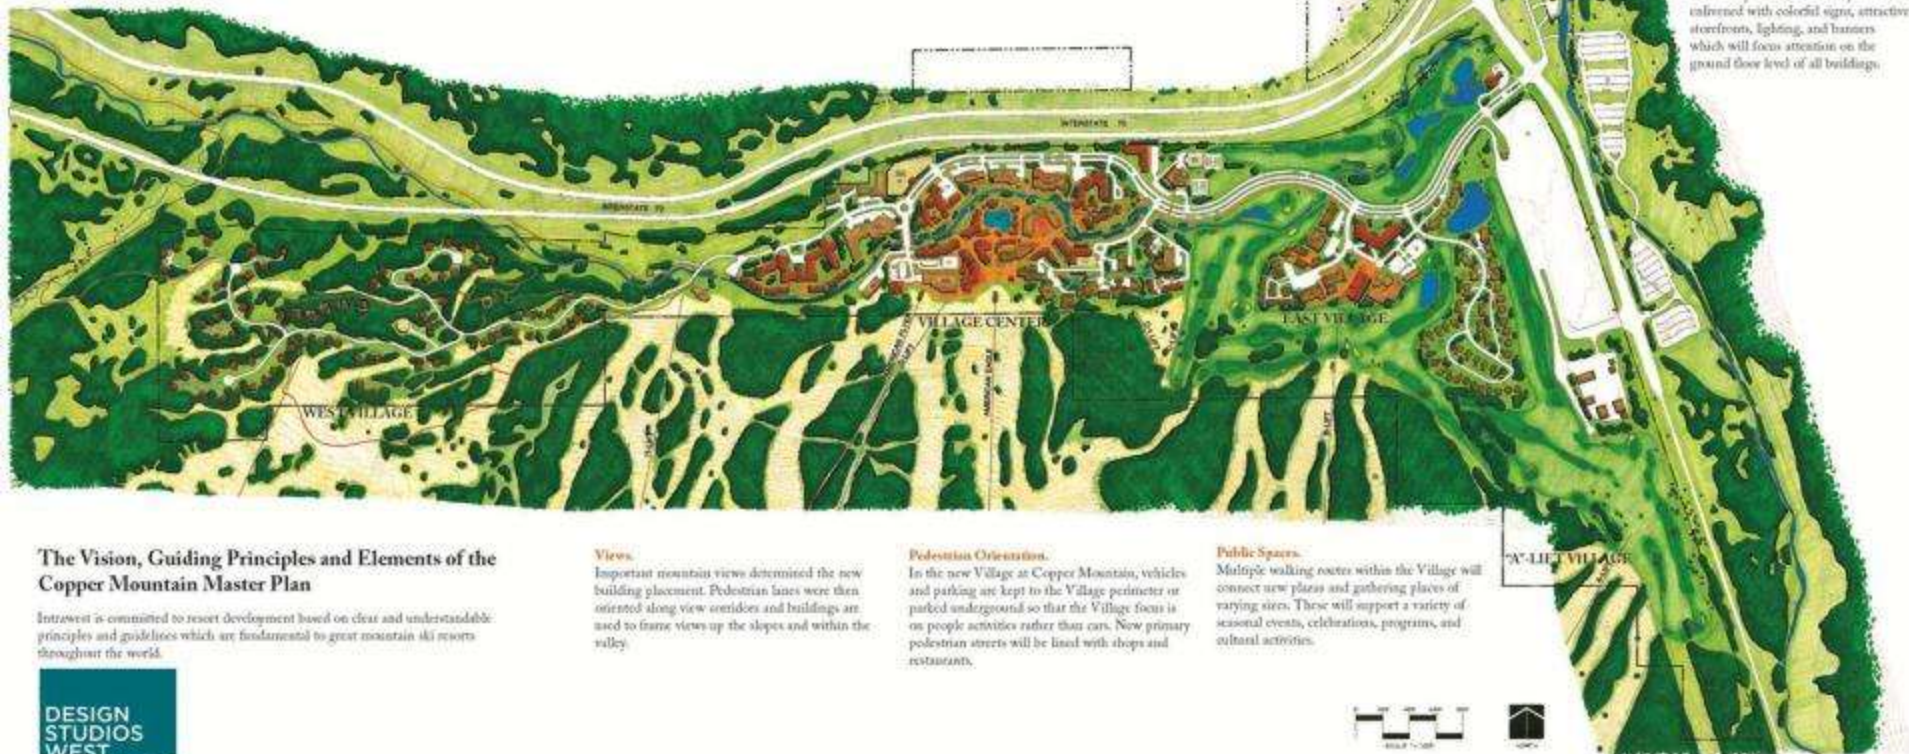 enlivened with colorful signs, attractive
storefronts, lighting, and banners
which will focus attention on the
ground floor level of all buildings.
INTERSTATE 70
INTERSTATE 70
VILLAGE CENTER
EAST VILLAGE
WEST VILLAGE
AMERICAN EAGLE
"A"-LIFT VILLAGE
The Vision, Guiding Principles and Elements of the
Copper Mountain Master Plan
Intrawest is committed to resort development based on clear and understandable
principles and guidelines which are fundamental to great mountain ski resorts
throughout the world.
Views.
Important mountain views determined the new
building placement. Pedestrian lanes were then
oriented along view corridors and buildings are
used to frame views up the slopes and within the
valley.
Pedestrian Orientation.
In the new Village at Copper Mountain, vehicles
and parking are kept to the Village perimeter or
parked underground so that the Village focus is
on people activities rather than cars. New primary
pedestrian streets will be lined with shops and
restaurants.
Public Spaces.
Multiple walking routes within the Village will
connect new plazas and gathering places of
varying sizes. These will support a variety of
seasonal events, celebrations, programs, and
cultural activities.
DESIGN
STUDIOS
WEST